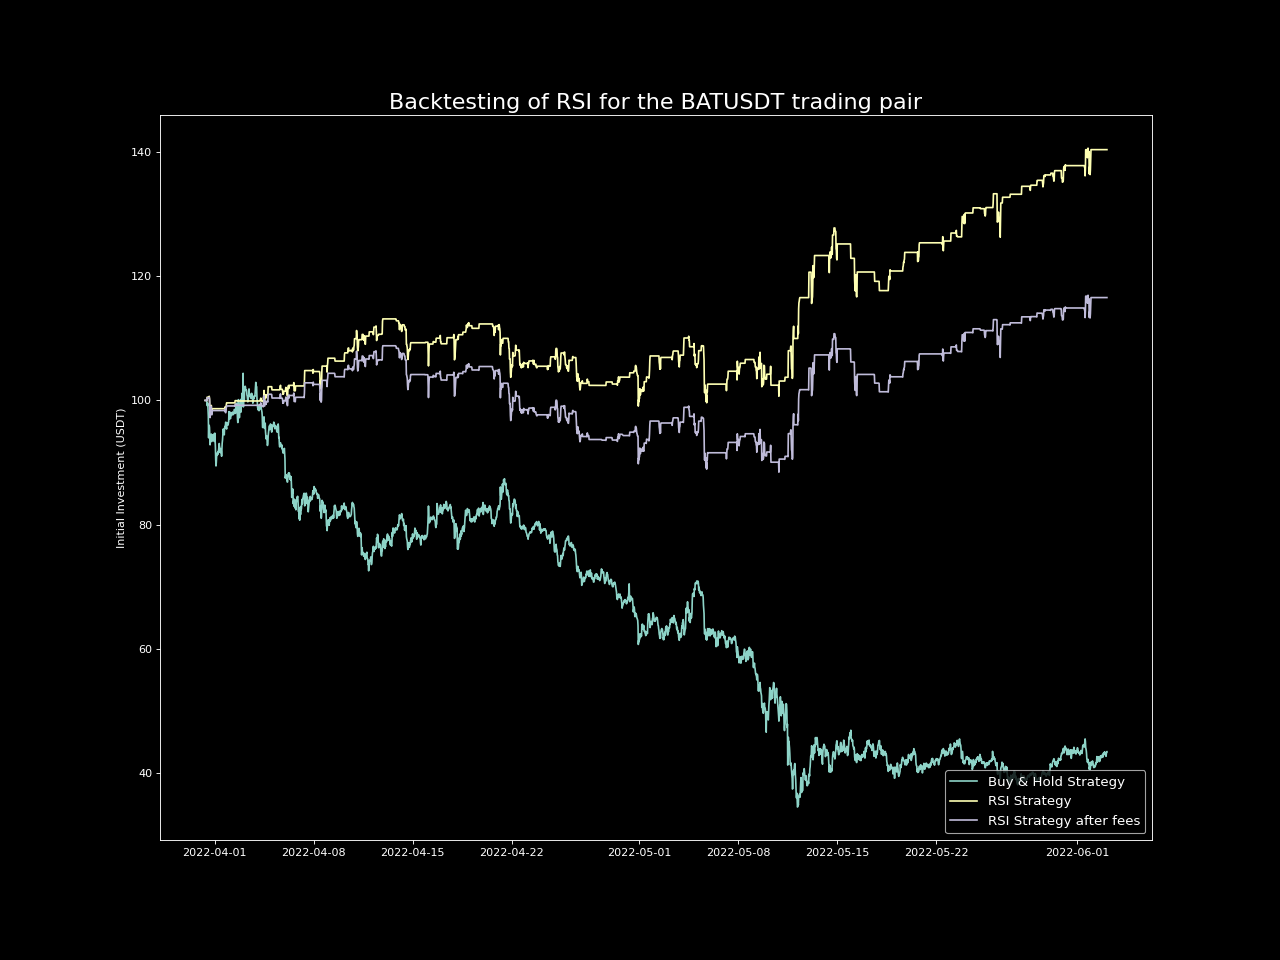 Backtesting of RSI for the BATUSDT trading pair
Initial Investment (USDT)
140
120
100
80
60
40
2022-04-01 2022-04-08 2022-04-15 2022-04-22 2022-05-01 2022-05-08 2022-05-15 2022-05-22 2022-06-01
Buy & Hold Strategy
RSI Strategy
RSI Strategy after fees